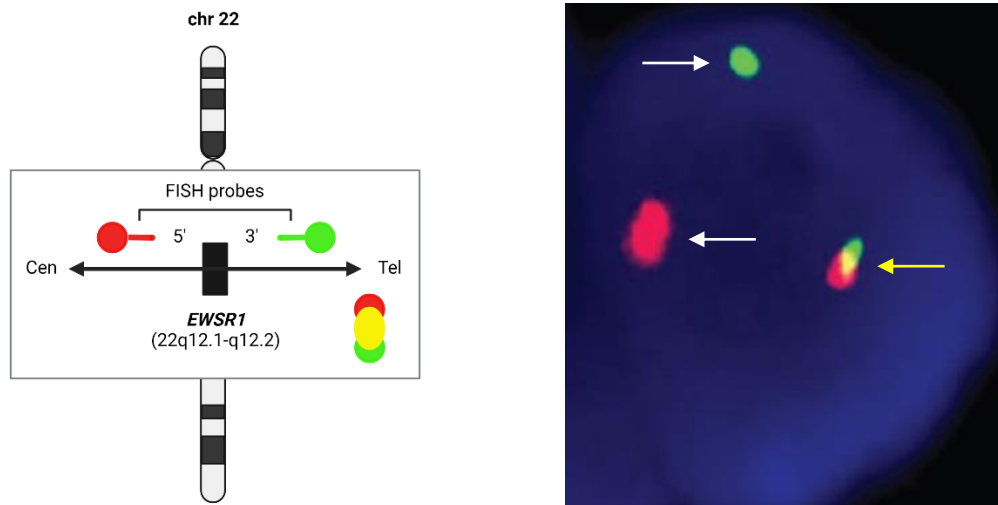 chr 22
FISH probes
5' 3'
Cen Tel
EWSR1
(22q12.1-q12.2)